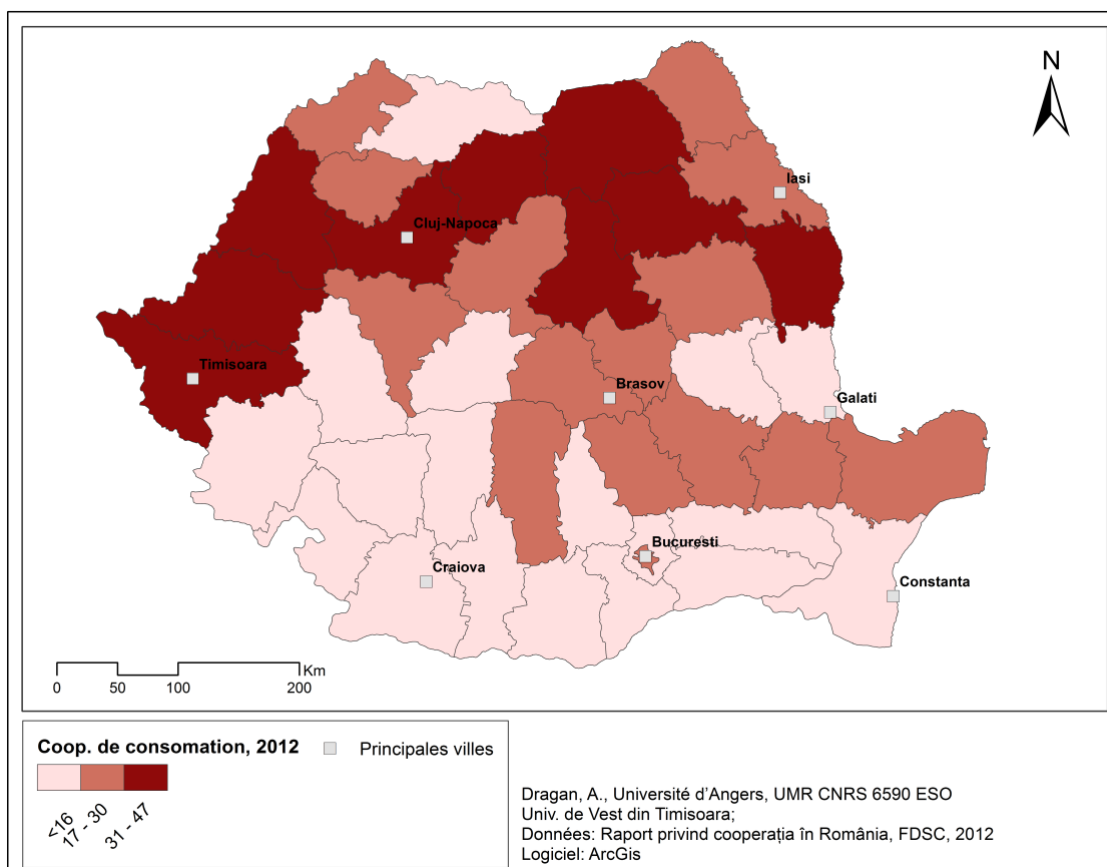 N
Iasi
Cluj-Napoca
Timisoara
Brasov
Galati
Bucuresti
Craiova
Constanta
Km
0 50 100 200
Coop. de consomation, 2012
Principales villes
<16
17 - 30
31 - 47
Dragan, A., Université d'Angers, UMR CNRS 6590 ESO
Univ. de Vest din Timisoara;
Données: Raport privind cooperația în România, FDSC, 2012
Logiciel: ArcGis